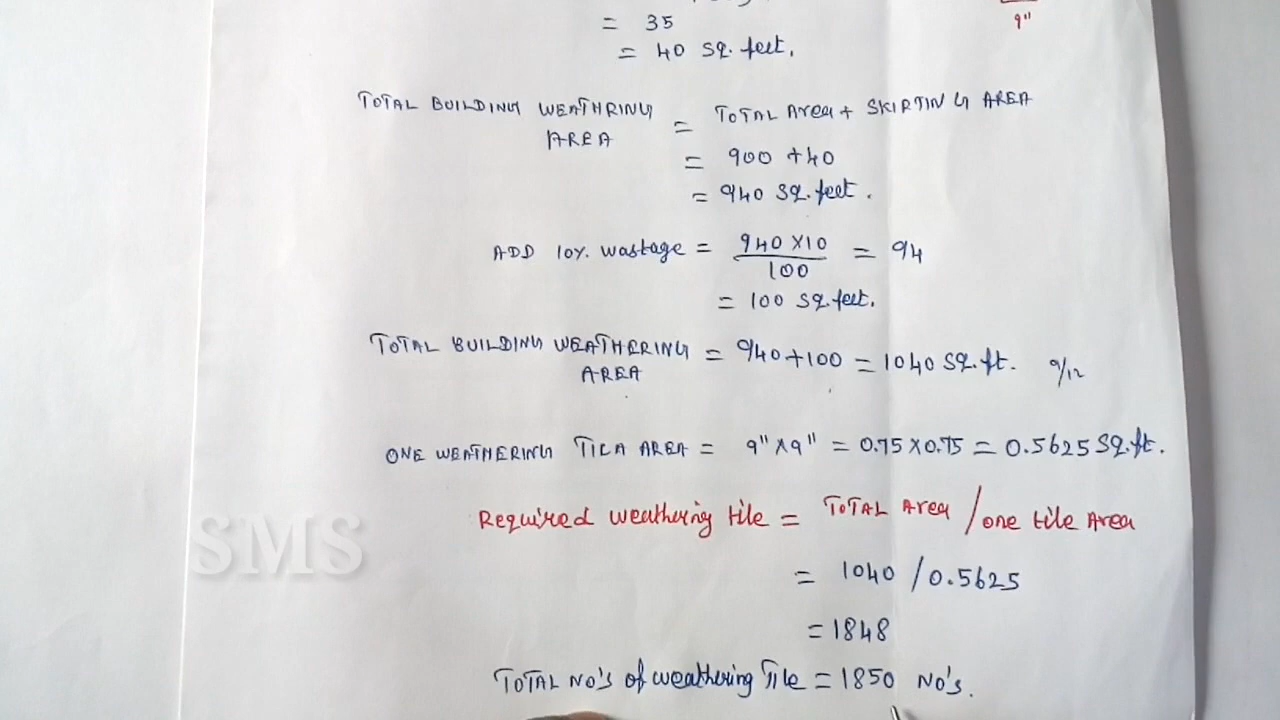 9"
= 35
= 40 SQ. feet.
TOTAL BUILDING WEATHRING AREA = TOTAL Area + SKIRTING AREA
= 900 + 40
= 940 SQ. feet.
ADD 10%. wastage = 940 X 10 / 100 = 94
= 100 SQ. feet.
TOTAL BUILDING WEATHERING AREA = 940+100 = 1040 SQ. ft. 9/12
ONE WEATHERING TILA AREA = 9" X 9" = 0.75 X 0.75 = 0.5625 SQ. ft.
Required weathering tile = TOTAL Area / one tile Area
= 1040 / 0.5625
= 1848
TOTAL NO'S of weathering Tile = 1850 NO's.
SMS